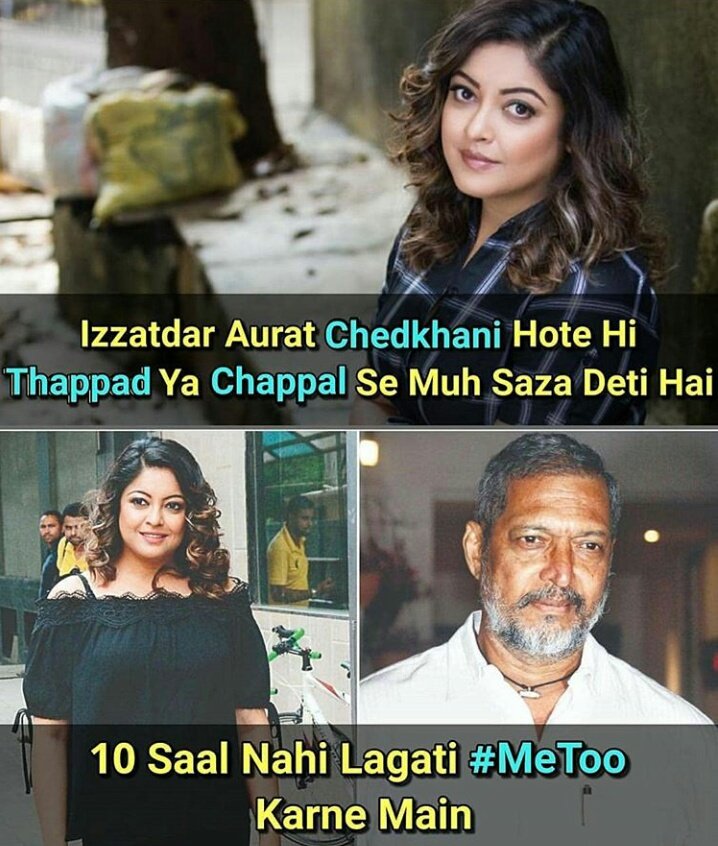 Izzatdar Aurat Chedkhani Hote Hi
Thappad Ya Chappal Se Muh Saza Deti Hai
10 Saal Nahi Lagati #MeToo
Karne Main